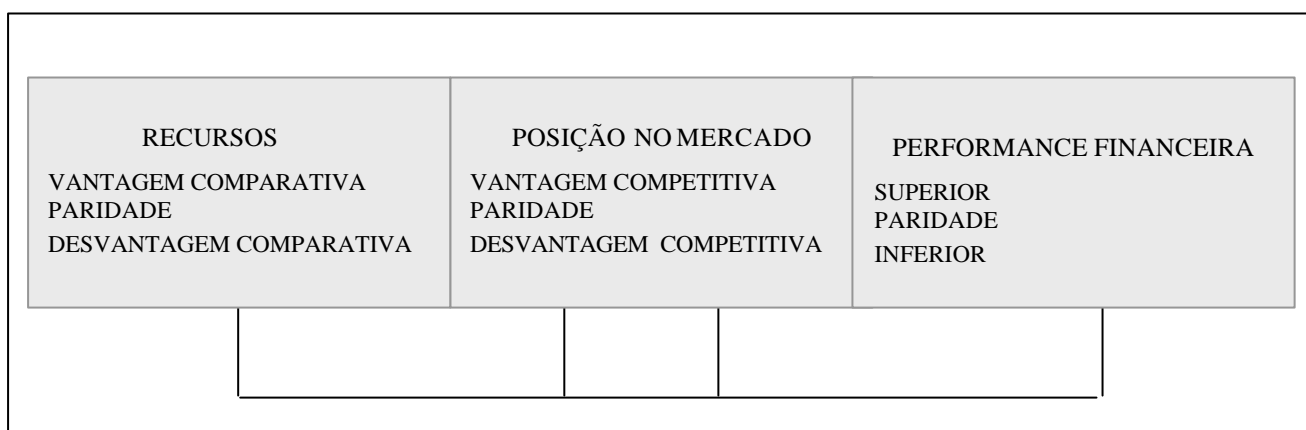 RECURSOS
VANTAGEM COMPARATIVA
PARIDADE
DESVANTAGEM COMPARATIVA
POSIÇÃO NO MERCADO
VANTAGEM COMPETITIVA
PARIDADE
DESVANTAGEM COMPETITIVA
PERFORMANCE FINANCEIRA
SUPERIOR
PARIDADE
INFERIOR